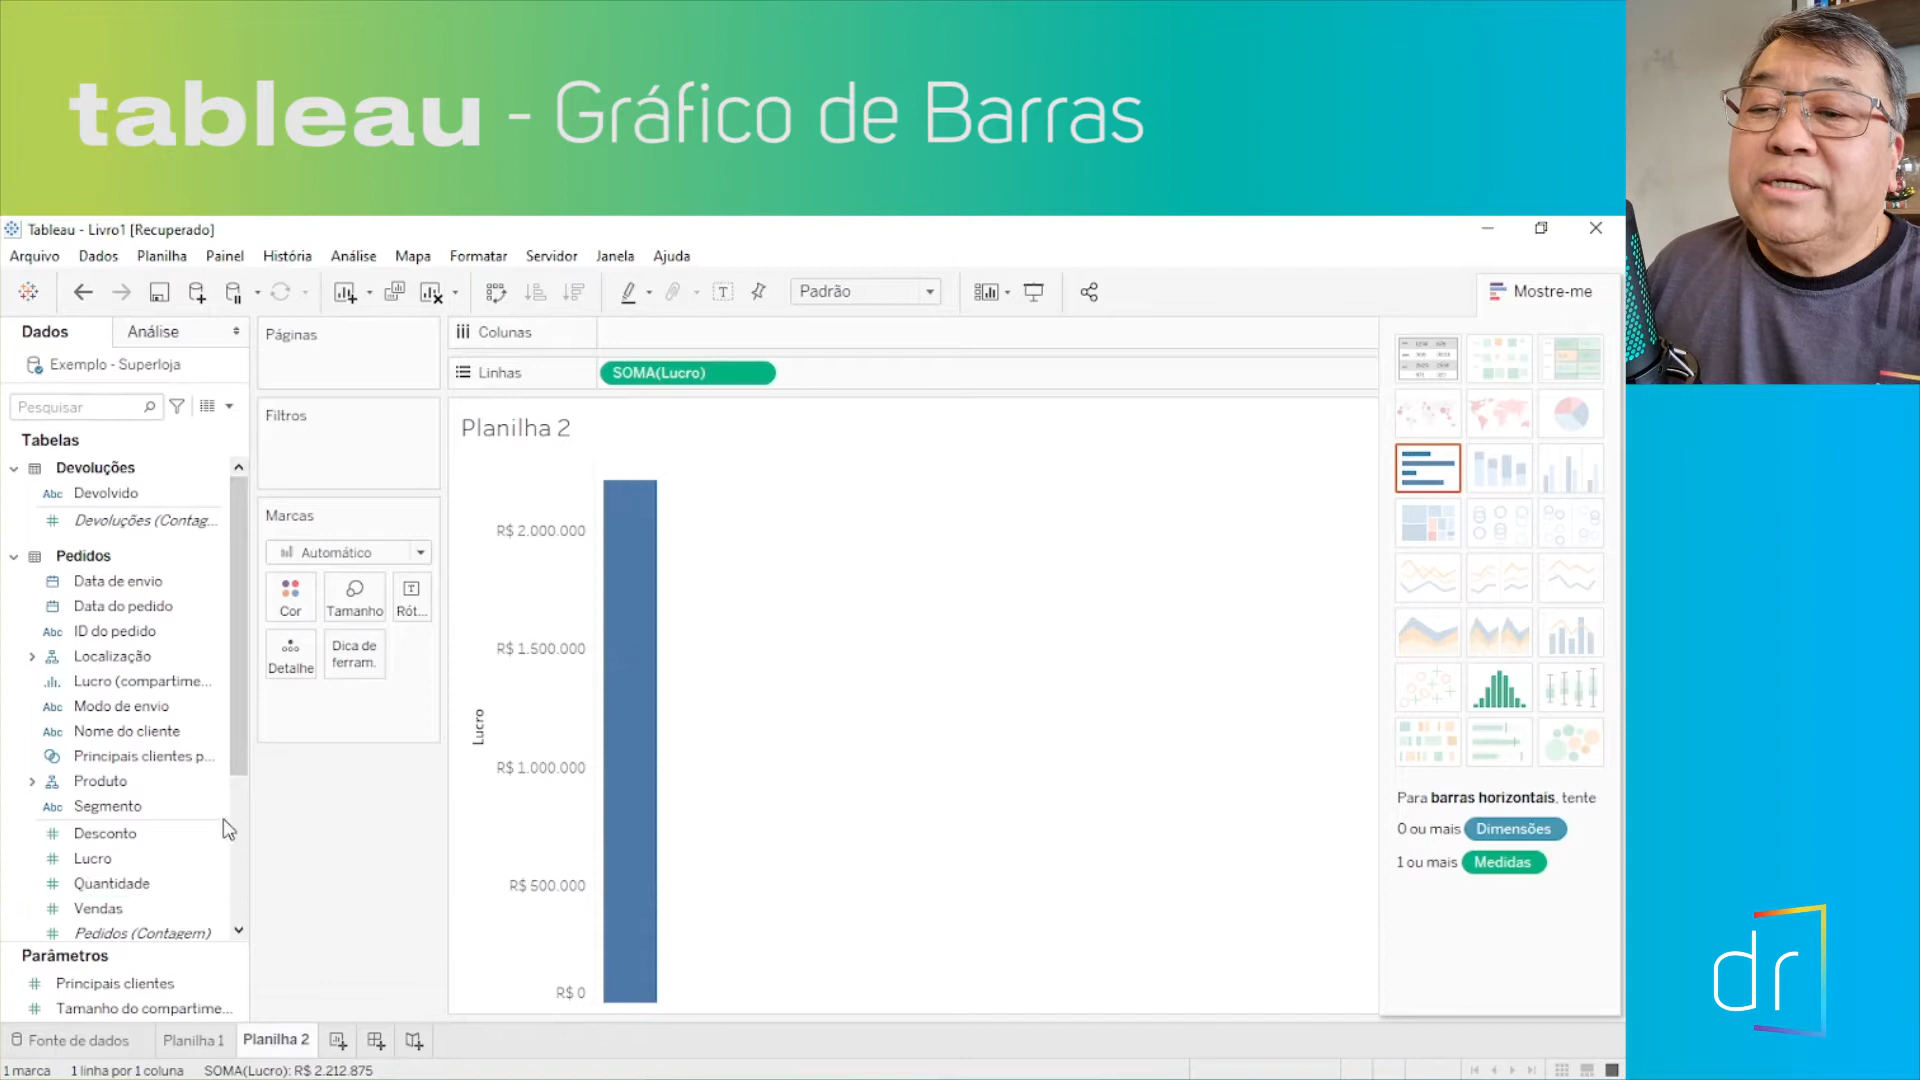 tableau - Gráfico de Barras
Tableau - Livro1 [Recuperado]
Arquivo Dados Planilha Painel História Análise Mapa Formatar Servidor Janela Ajuda
Padrão
Mostre-me
Dados Análise
Exemplo - Superloja
Pesquisar
Tabelas
Devoluções
Abc Devolvido
Devoluções (Contag...
Pedidos
Data de envio
Data do pedido
Abc ID do pedido
Localização
Lucro (compartime...
Abc Modo de envio
Abc Nome do cliente
Principais clientes p...
Produto
Abc Segmento
# Desconto
# Lucro
# Quantidade
# Vendas
# Pedidos (Contagem)
Parâmetros
# Principais clientes
# Tamanho do compartime...
Páginas
Filtros
Marcas
Automático
Cor Tamanho Rót...
Detalhe Dica de ferram.
Colunas
Linhas SOMA(Lucro)
Planilha 2
Lucro
R$ 2.000.000
R$ 1.500.000
R$ 1.000.000
R$ 500.000
R$ 0
Para barras horizontais, tente
0 ou mais Dimensões
1 ou mais Medidas
dr
Fonte de dados Planilha 1 Planilha 2
1 marca 1 linha por 1 coluna SOMA(Lucro): R$ 2.212.875